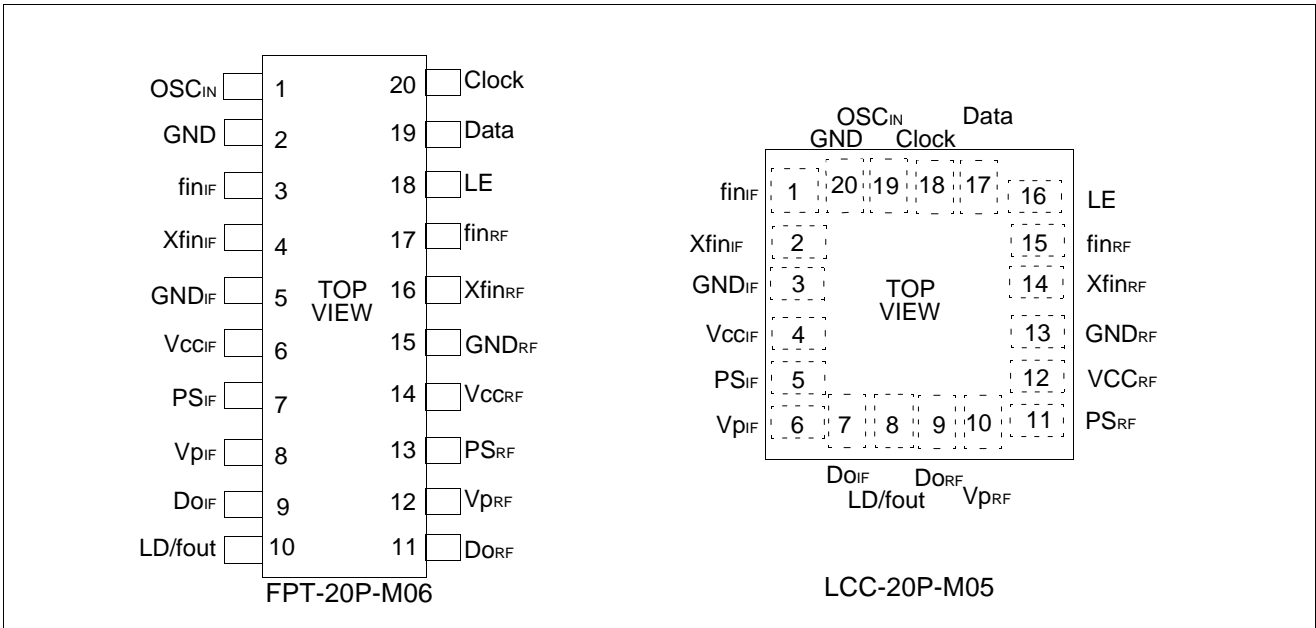 OSCIN 1 20 Clock
GND 2 19 Data
finIF 3 18 LE
XfinIF 4 17 finRF
GNDIF 5 16 XfinRF
TOP
VIEW
VccIF 6 15 GNDRF
PSIF 7 14 VccRF
VpIF 8 13 PSRF
DoIF 9 12 VpRF
LD/fout 10 11 DoRF
FPT-20P-M06
OSCIN Data
GND Clock
finIF 1 20 19 18 17 16 LE
XfinIF 2 15 finRF
GNDIF 3 14 XfinRF
TOP
VIEW
VccIF 4 13 GNDRF
PSIF 5 12 VCCRF
VpIF 6 7 8 9 10 11 PSRF
DoIF DoRF
LD/fout VpRF
LCC-20P-M05